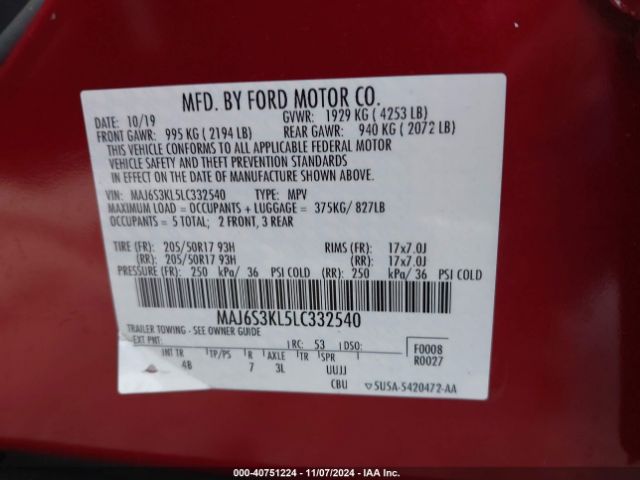 MFD. BY FORD MOTOR CO.
DATE: 10/19 GVWR: 1929 KG ( 4253 LB)
FRONT GAWR: 995 KG ( 2194 LB) REAR GAWR: 940 KG ( 2072 LB)
THIS VEHICLE CONFORMS TO ALL APPLICABLE FEDERAL MOTOR
VEHICLE SAFETY AND THEFT PREVENTION STANDARDS
IN EFFECT ON THE DATE OF MANUFACTURE SHOWN ABOVE.
VIN: MAJ6S3KL5LC332540 TYPE: MPV
MAXIMUM LOAD = OCCUPANTS + LUGGAGE = 375KG/ 827LB
OCCUPANTS = 5 TOTAL; 2 FRONT, 3 REAR
TIRE (FR): 205/50R17 93H RIMS (FR): 17x7.0J
(RR): 205/50R17 93H (RR): 17x7.0J
PRESSURE (FR): 250 kPa/ 36 PSI COLD (RR): 250 kPa/ 36 PSI COLD
MAJ6S3KL5LC332540
TRAILER TOWING - SEE OWNER GUIDE
EXT PNT: RC: 53 DSO: F0008
INT TR TP/PS R AXLE TR SPR R0027
4B 7 3L UUJJ
CBU SUSA-5420472-AA
000-40751224 - 11/07/2024 - IAA Inc.